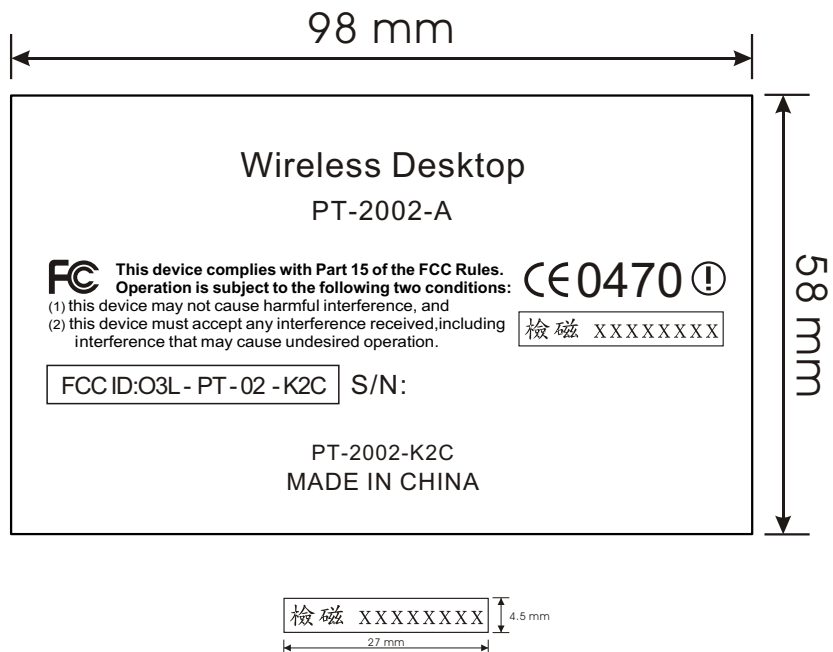 98 mm
Wireless Desktop
PT-2002-A
FC
This device complies with Part 15 of the FCC Rules.
Operation is subject to the following two conditions:
(1) this device may not cause harmful interference, and
(2) this device must accept any interference received,including
interference that may cause undesired operation.
CE0470
檢磁 XXXXXXXX
FCC ID:O3L - PT - 02 - K2C
S/N:
PT-2002-K2C
MADE IN CHINA
58 mm
檢磁 XXXXXXXX
4.5 mm
27 mm